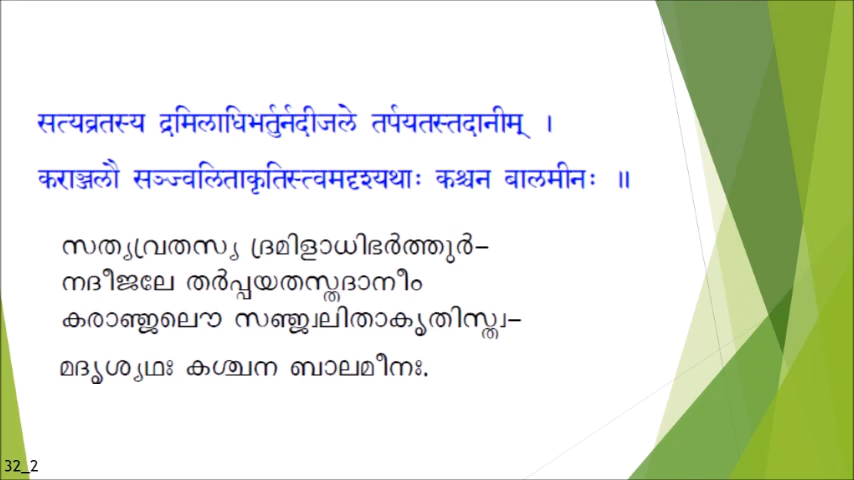 सत्यव्रतस्य द्रमिलाधिभर्तुर्नदीजले तर्पयतस्तदानीम् ।
कराञ्जलौ सञ्ज्वलिताकृतिस्त्वमदृश्यथाः कश्चन बालमीनः ॥
സത്യവ്രതസ്യ ദ്രമിളാധിഭർത്തുർ-
നദീജലേ തർപ്പയതസ്തദാനീം
കരാഞ്ജലൌ സഞ്ജ്വലിതാകൃതിസ്ത്വ-
മദൃശ്യഥഃ കശ്ചന ബാലമീനഃ.
32_2